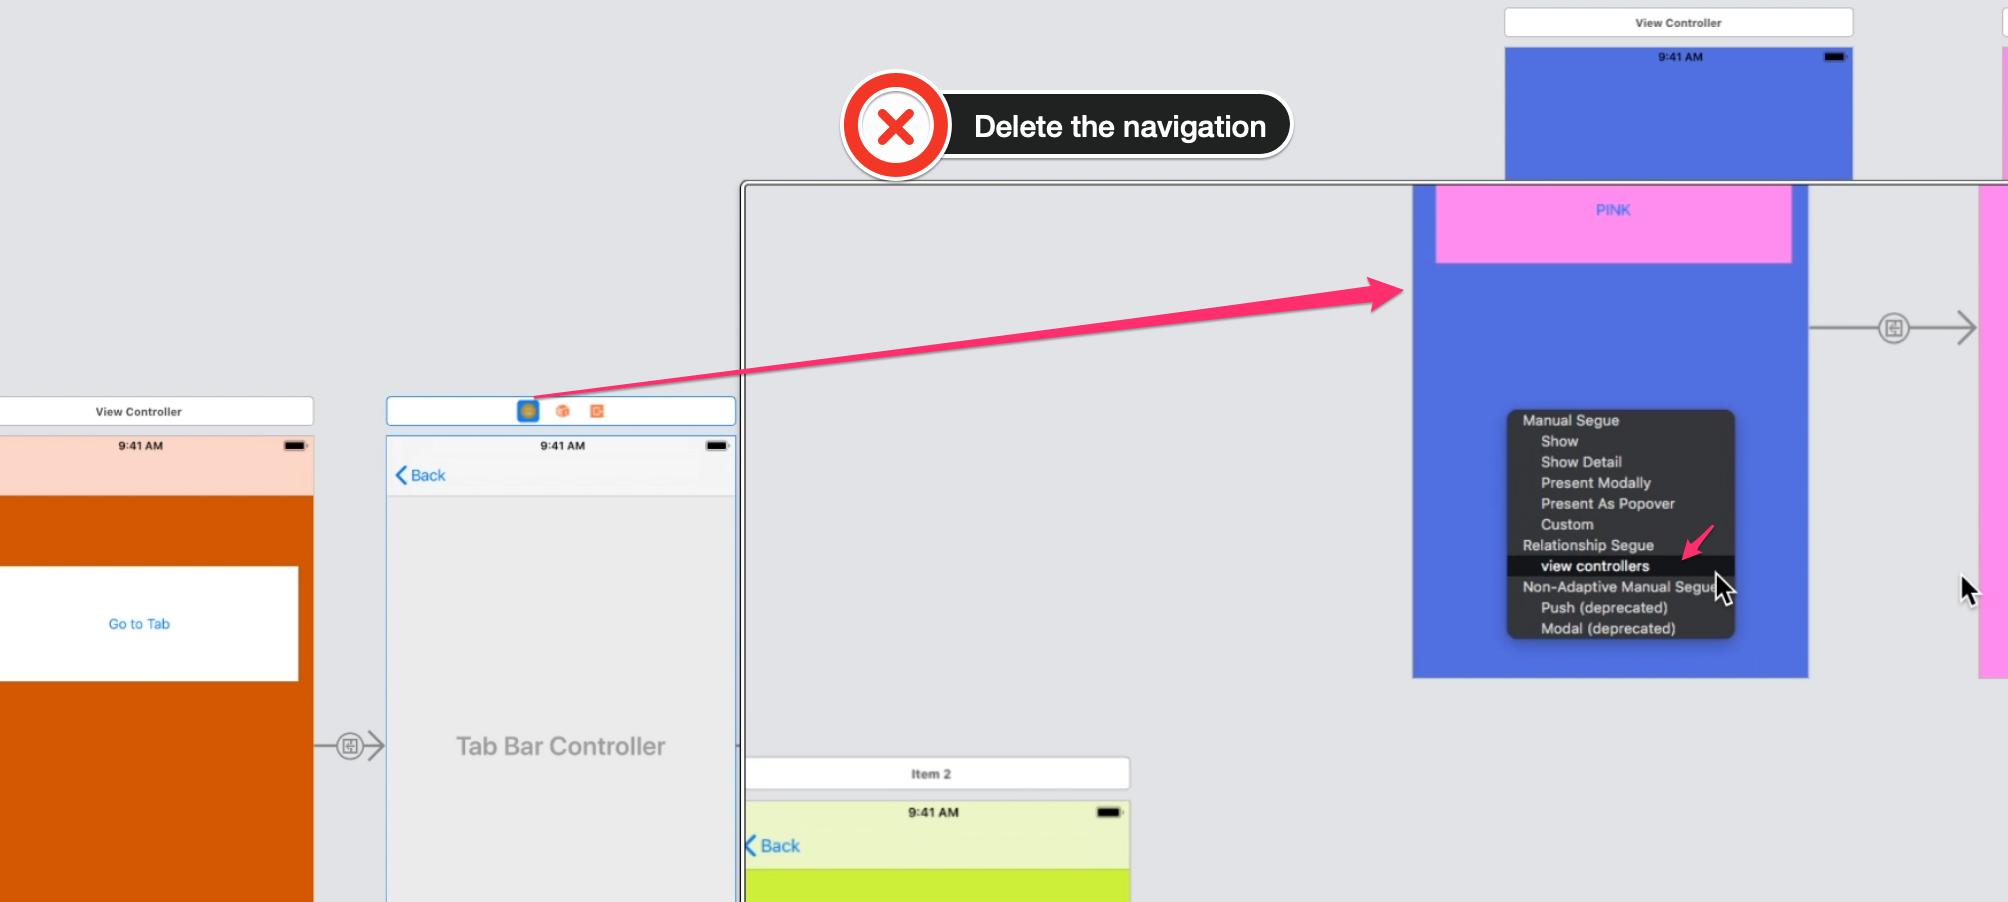 View Controller
9:41 AM
Delete the navigation
PINK
View Controller
9:41 AM
Go to Tab
9:41 AM
Back
Tab Bar Controller
Manual Segue
Show
Show Detail
Present Modally
Present As Popover
Custom
Relationship Segue
view controllers
Non-Adaptive Manual Segue
Push (deprecated)
Modal (deprecated)
Item 2
9:41 AM
Back